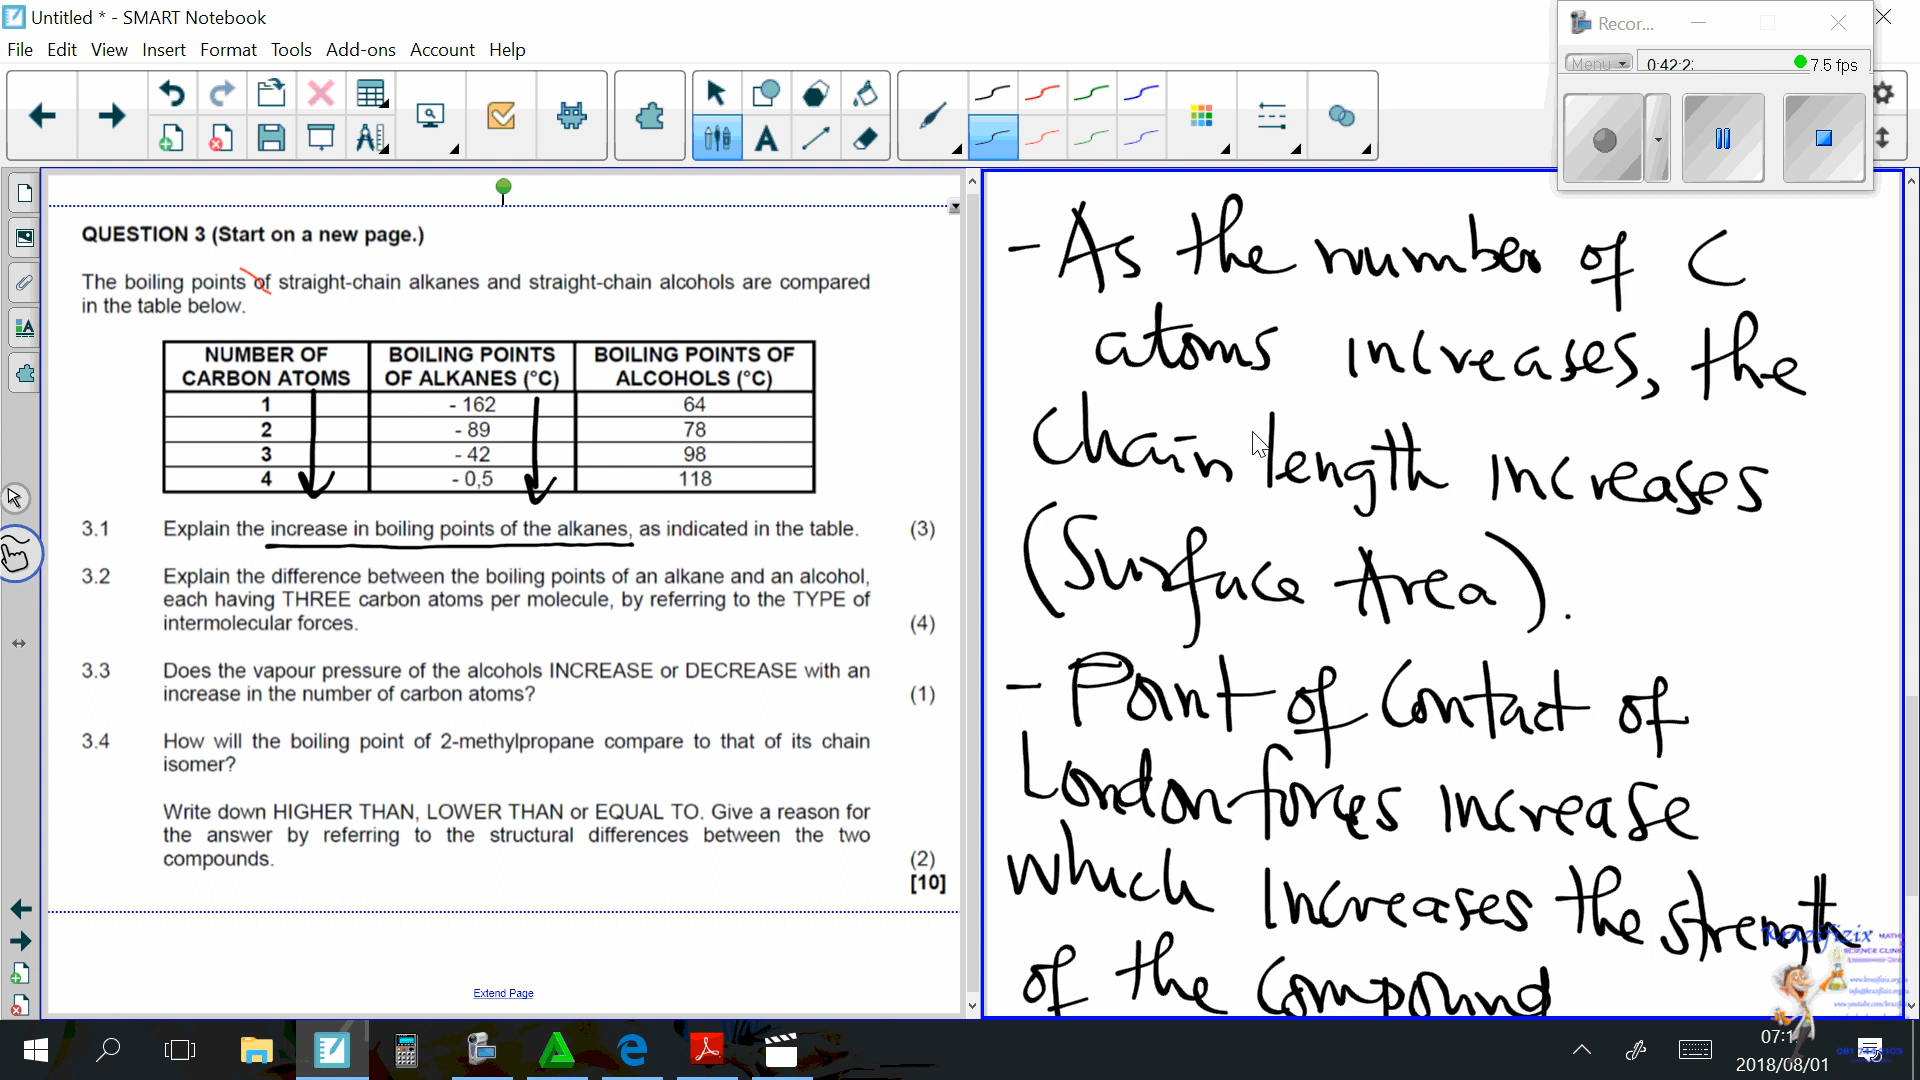 Untitled * - SMART Notebook
File Edit View Insert Format Tools Add-ons Account Help
Recor...
Menu
0:42:2
7.5 fps
QUESTION 3 (Start on a new page.)
The boiling points of straight-chain alkanes and straight-chain alcohols are compared
in the table below.
NUMBER OF CARBON ATOMS BOILING POINTS OF ALKANES (°C) BOILING POINTS OF ALCOHOLS (°C)
1 - 162 64
2 - 89 78
3 - 42 98
4 - 0,5 118
3.1 Explain the increase in boiling points of the alkanes, as indicated in the table. (3)
3.2 Explain the difference between the boiling points of an alkane and an alcohol,
each having THREE carbon atoms per molecule, by referring to the TYPE of
intermolecular forces. (4)
3.3 Does the vapour pressure of the alcohols INCREASE or DECREASE with an
increase in the number of carbon atoms? (1)
3.4 How will the boiling point of 2-methylpropane compare to that of its chain
isomer?
Write down HIGHER THAN, LOWER THAN or EQUAL TO. Give a reason for
the answer by referring to the structural differences between the two
compounds. (2)
[10]
Extend Page
- As the number of C
atoms increases, the
Chain length increases
(Surface Area).
- Point of Contact of
London forces increase
which increases the strength
of the compound
Krazifizix MATHS
SCIENCE CLINIC
07:1
2018/08/01